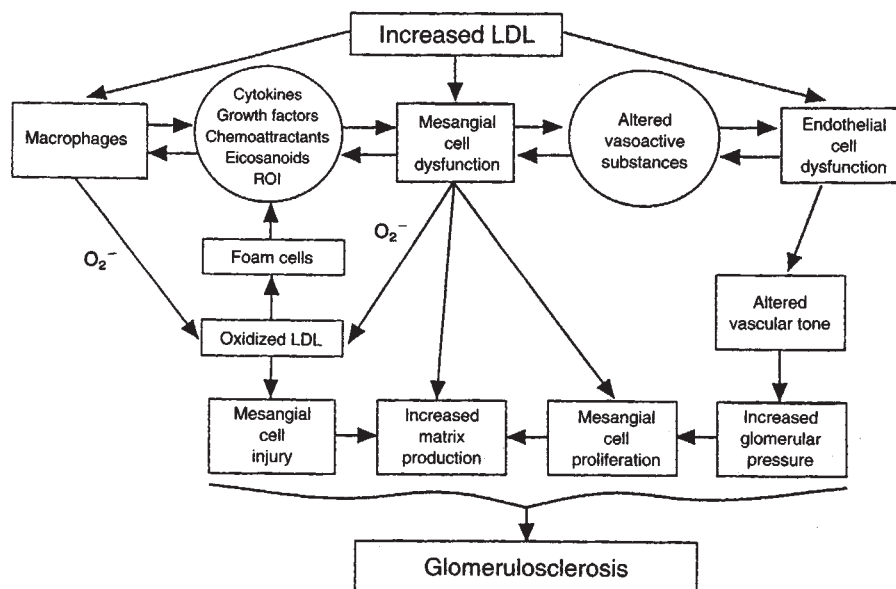 Increased LDL
Macrophages
Cytokines
Growth factors
Chemoattractants
Eicosanoids
ROI
Mesangial
cell
dysfunction
Altered
vasoactive
substances
Endothelial
cell
dysfunction
O₂⁻
Foam cells
O₂⁻
Oxidized LDL
Altered
vascular tone
Mesangial
cell
injury
Increased
matrix
production
Mesangial
cell
proliferation
Increased
glomerular
pressure
Glomerulosclerosis